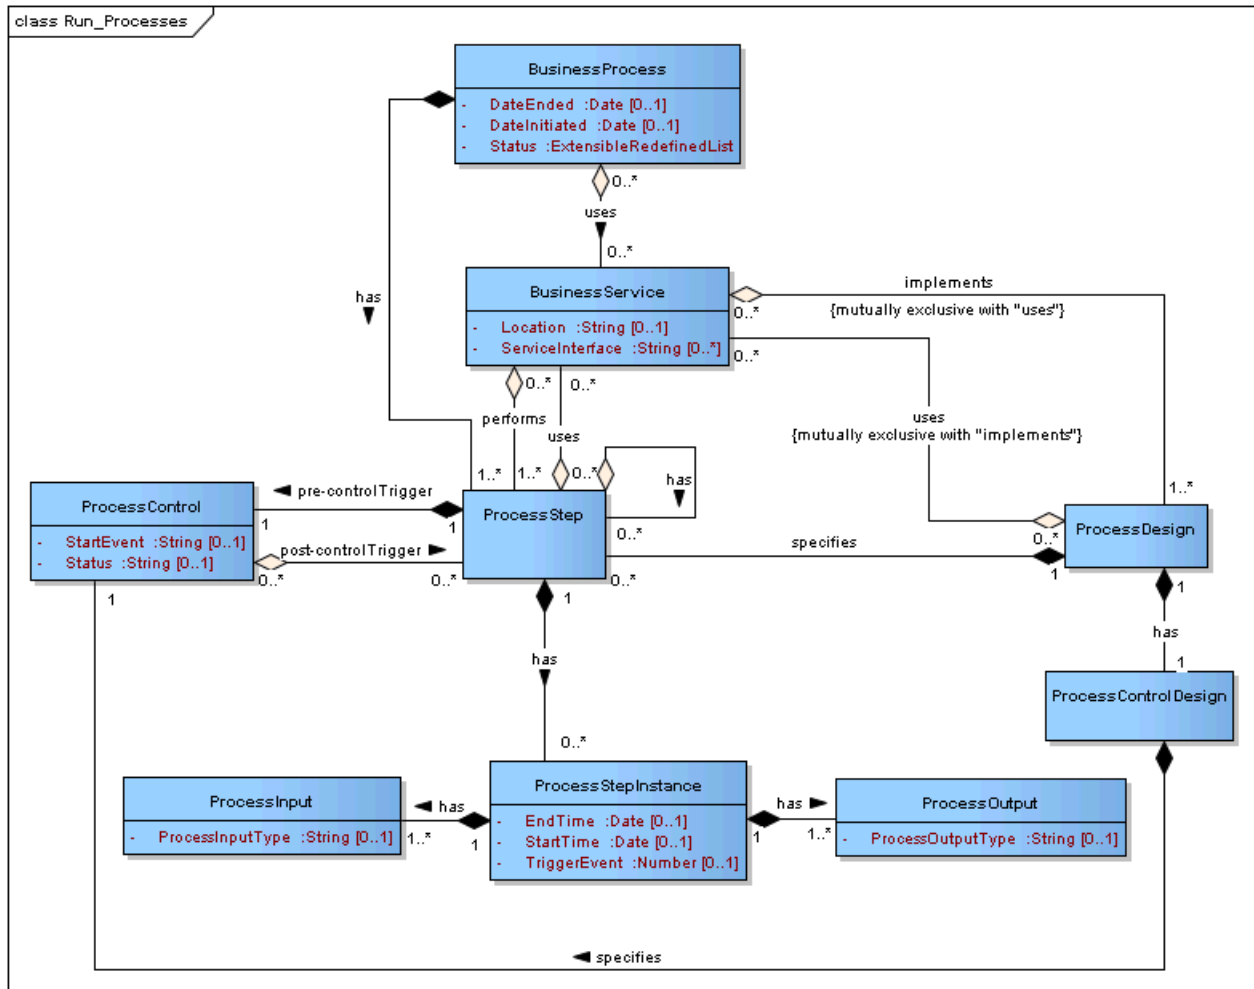 class Run_Processes
BusinessProcess
- DateEnded :Date [0..1]
- DateInitiated :Date [0..1]
- Status :ExtensibleRedefinedList
0..*
uses
0..*
has
BusinessService
- Location :String [0..1]
- ServiceInterface :String [0..*]
implements
0..*
{mutually exclusive with "uses"}
0..*
0..*
0..*
performs
uses
uses
{mutually exclusive with "implements"}
1..*
1..*
0..*
has
1..*
ProcessControl
- StartEvent :String [0..1]
- Status :String [0..1]
pre-controlTrigger
1
1
post-controlTrigger
0..*
0..*
ProcessStep
0..*
specifies
0..*
0..*
1
ProcessDesign
1
1
1
has
has
1
ProcessControlDesign
0..*
ProcessInput
- ProcessInputType :String [0..1]
has
1..*
1
ProcessStepInstance
- EndTime :Date [0..1]
- StartTime :Date [0..1]
- TriggerEvent :Number [0..1]
has
1
1..*
ProcessOutput
- ProcessOutputType :String [0..1]
specifies